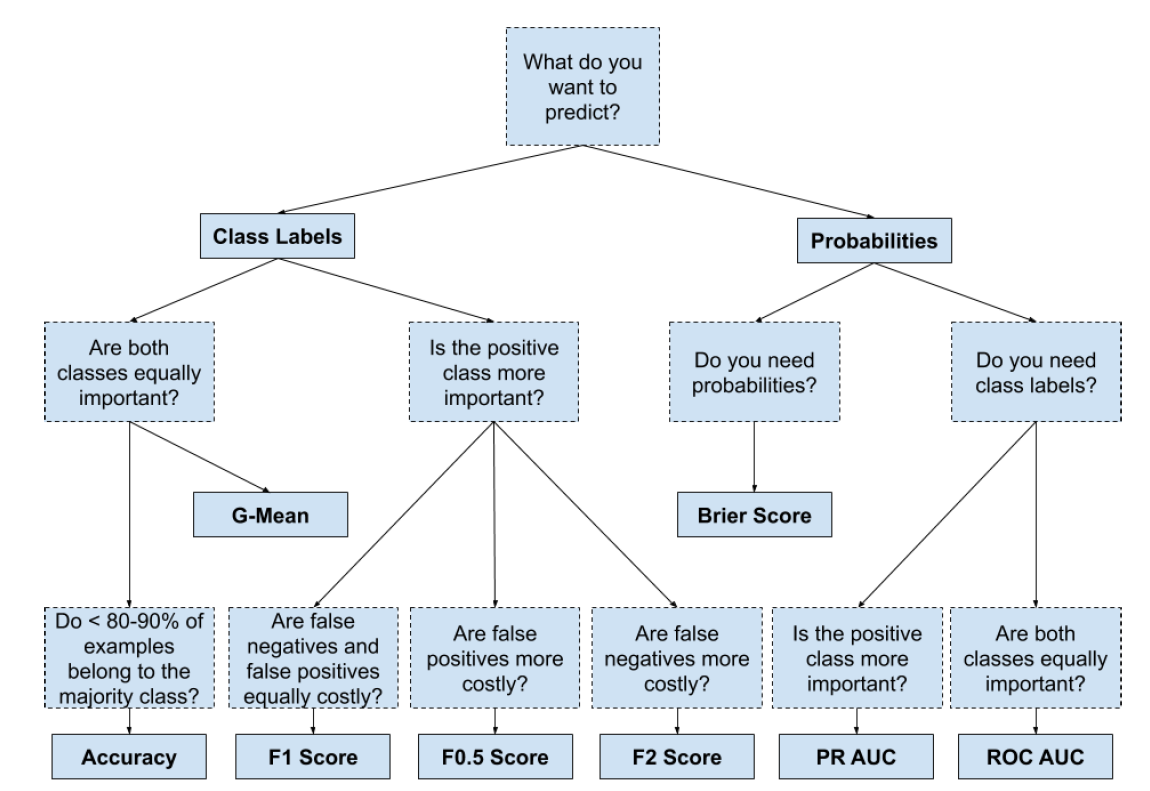 What do you
want to
predict?
Class Labels
Probabilities
Are both
classes equally
important?
Is the positive
class more
important?
Do you need
probabilities?
Do you need
class labels?
G-Mean
Brier Score
Do < 80-90% of
examples
belong to the
majority class?
Are false
negatives and
false positives
equally costly?
Are false
positives more
costly?
Are false
negatives more
costly?
Is the positive
class more
important?
Are both
classes equally
important?
Accuracy
F1 Score
F0.5 Score
F2 Score
PR AUC
ROC AUC